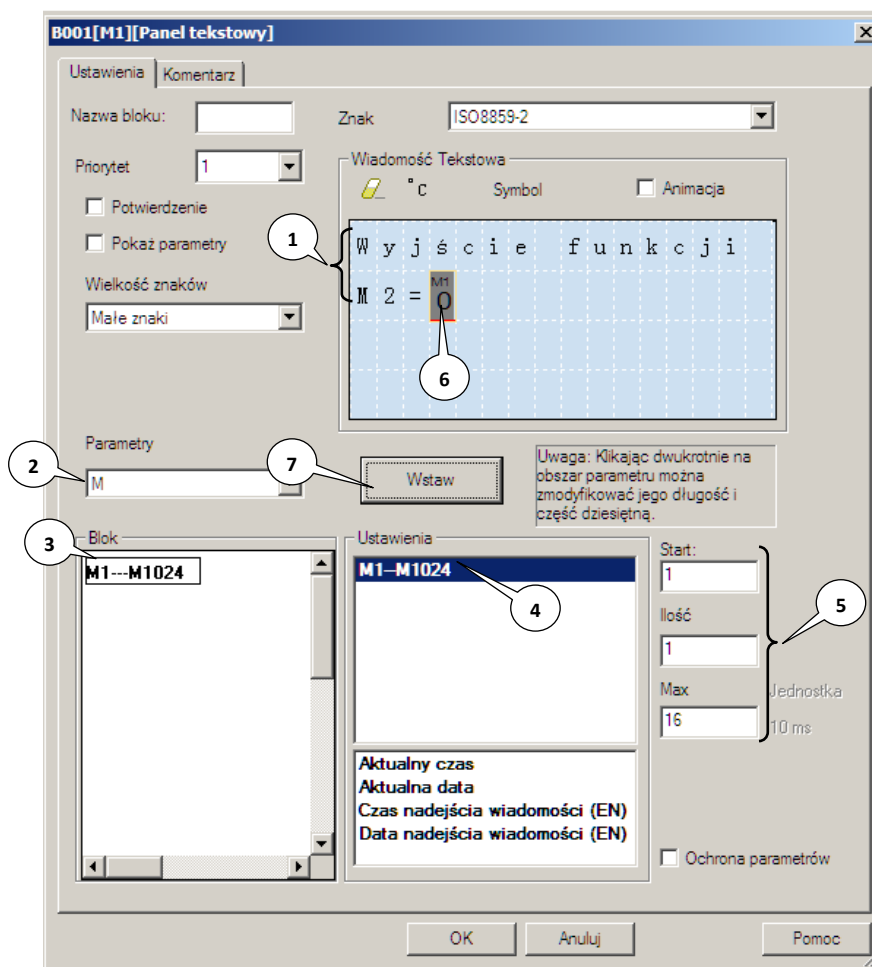 B001[M1][Panel tekstowy]
Ustawienia Komentarz
Nazwa bloku:
Znak ISO8859-2
Priorytet 1
Wiadomość Tekstowa
°C Symbol Animacja
Potwierdzenie
Pokaż parametry
1
Wyjście funkcji
M2=
M1
0
6
Wielkość znaków
Małe znaki
Parametry
2
M
7
Wstaw
Uwaga: Klikając dwukrotnie na
obszar parametru można
zmodyfikować jego długość i
część dziesiętną.
3
Blok
M1---M1024
Ustawienia
M1--M1024
4
Start:
1
Ilość
1
5
Max
16
Jednostka
10 ms
Aktualny czas
Aktualna data
Czas nadejścia wiadomości (EN)
Data nadejścia wiadomości (EN)
Ochrona parametrów
OK Anuluj Pomoc